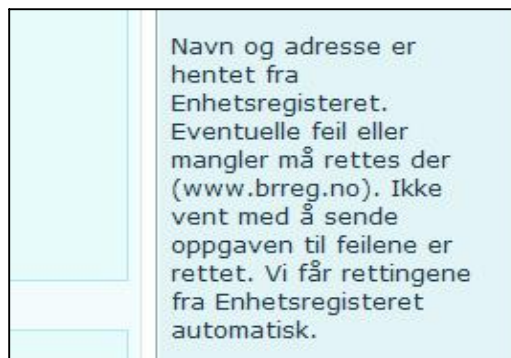 Navn og adresse er
hentet fra
Enhetsregisteret.
Eventuelle feil eller
mangler må rettes der
(www.brreg.no). Ikke
vent med å sende
oppgaven til feilene er
rettet. Vi får rettingene
fra Enhetsregisteret
automatisk.